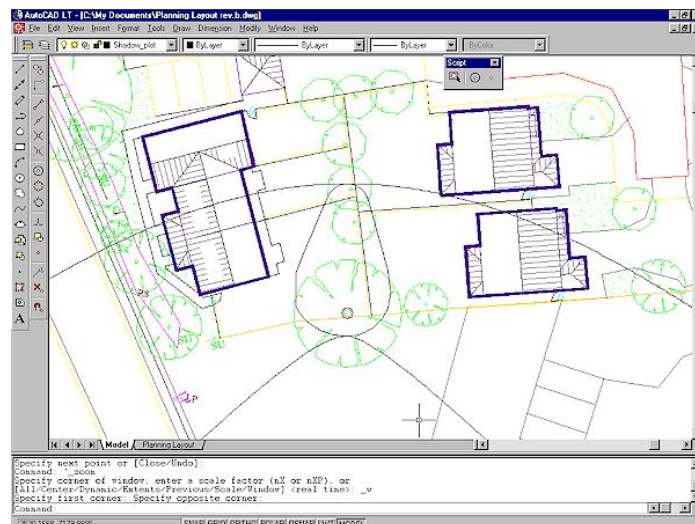 AutoCAD LT - [C:\My Documents\Planning Layout rev.b.dwg]
File Edit View Insert Format Tools Draw Dimension Modify Window Help
Shadow_plot ByLayer ByLayer ByLayer ByColor
Script
P.S
SU
SU
P
A
Model Planning Layout
Specify next point or [Close/Undo]:
Command: '_zoom
Specify corner of window, enter a scale factor (nX or nXP), or
[All/Center/Dynamic/Extents/Previous/Scale/Window] <real time>: _w
Specify first corner: Specify opposite corner:
Command:
SNAP GRID ORTHO POLAR OSNAP LWT MODEL